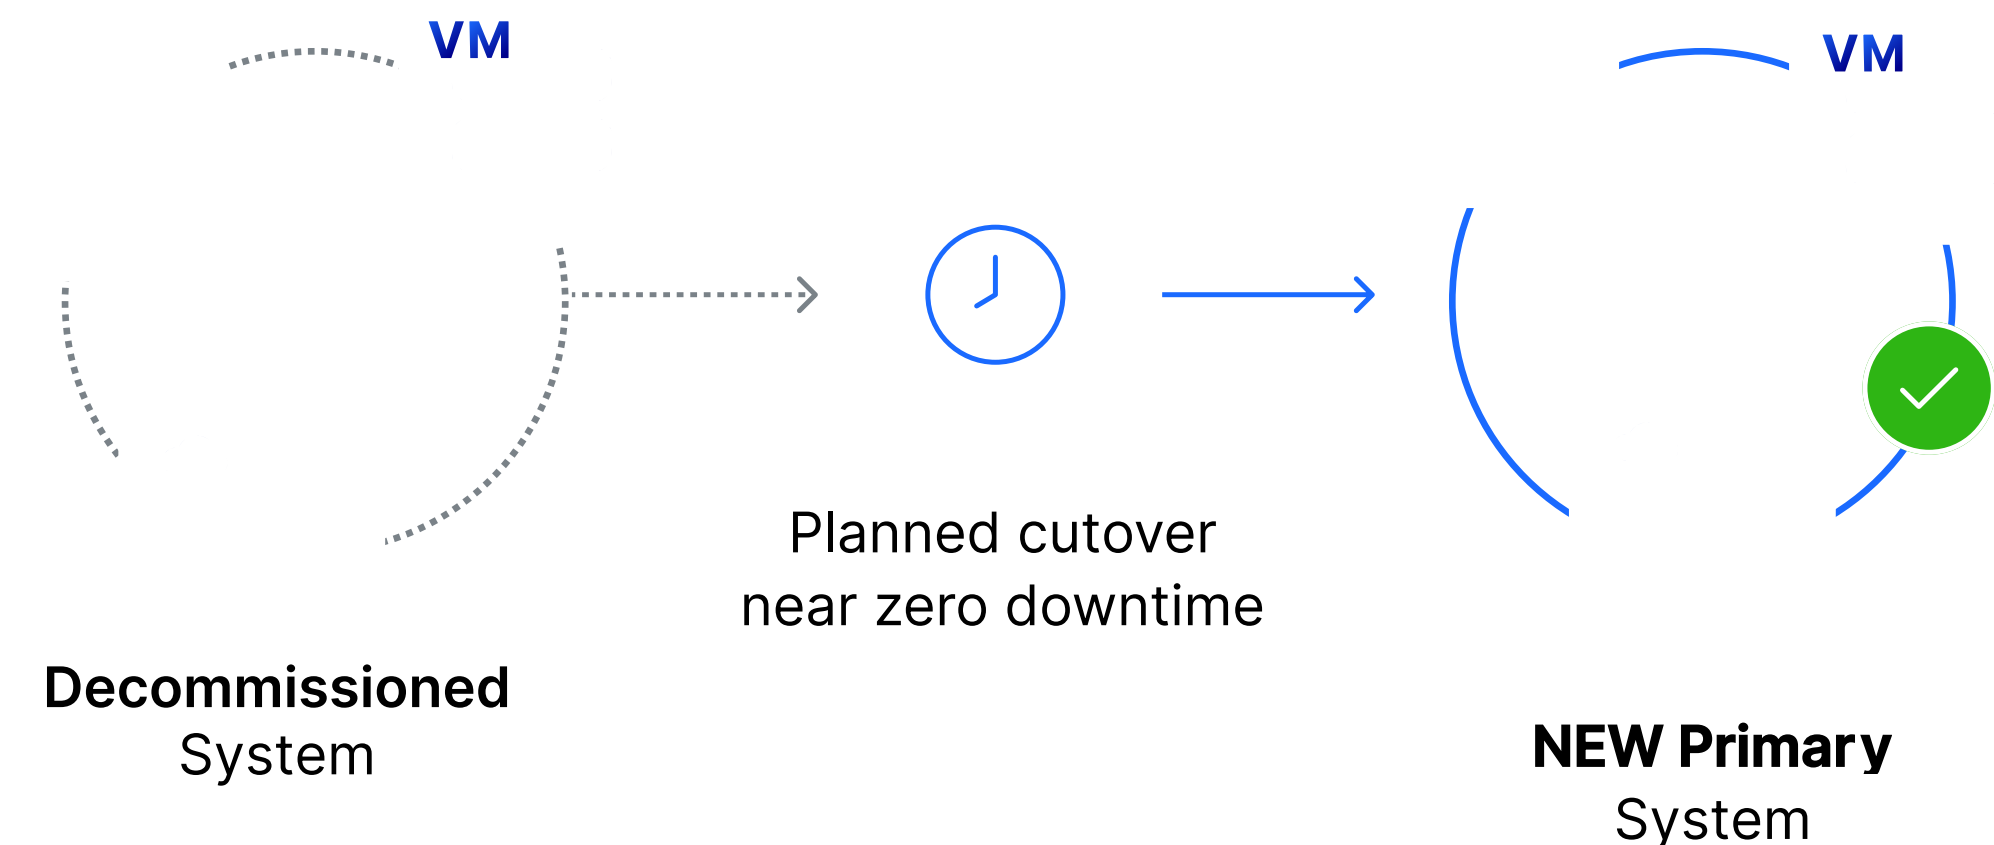 VM
VM
Planned cutover
near zero downtime
Decommissioned
System
NEW Primary
System